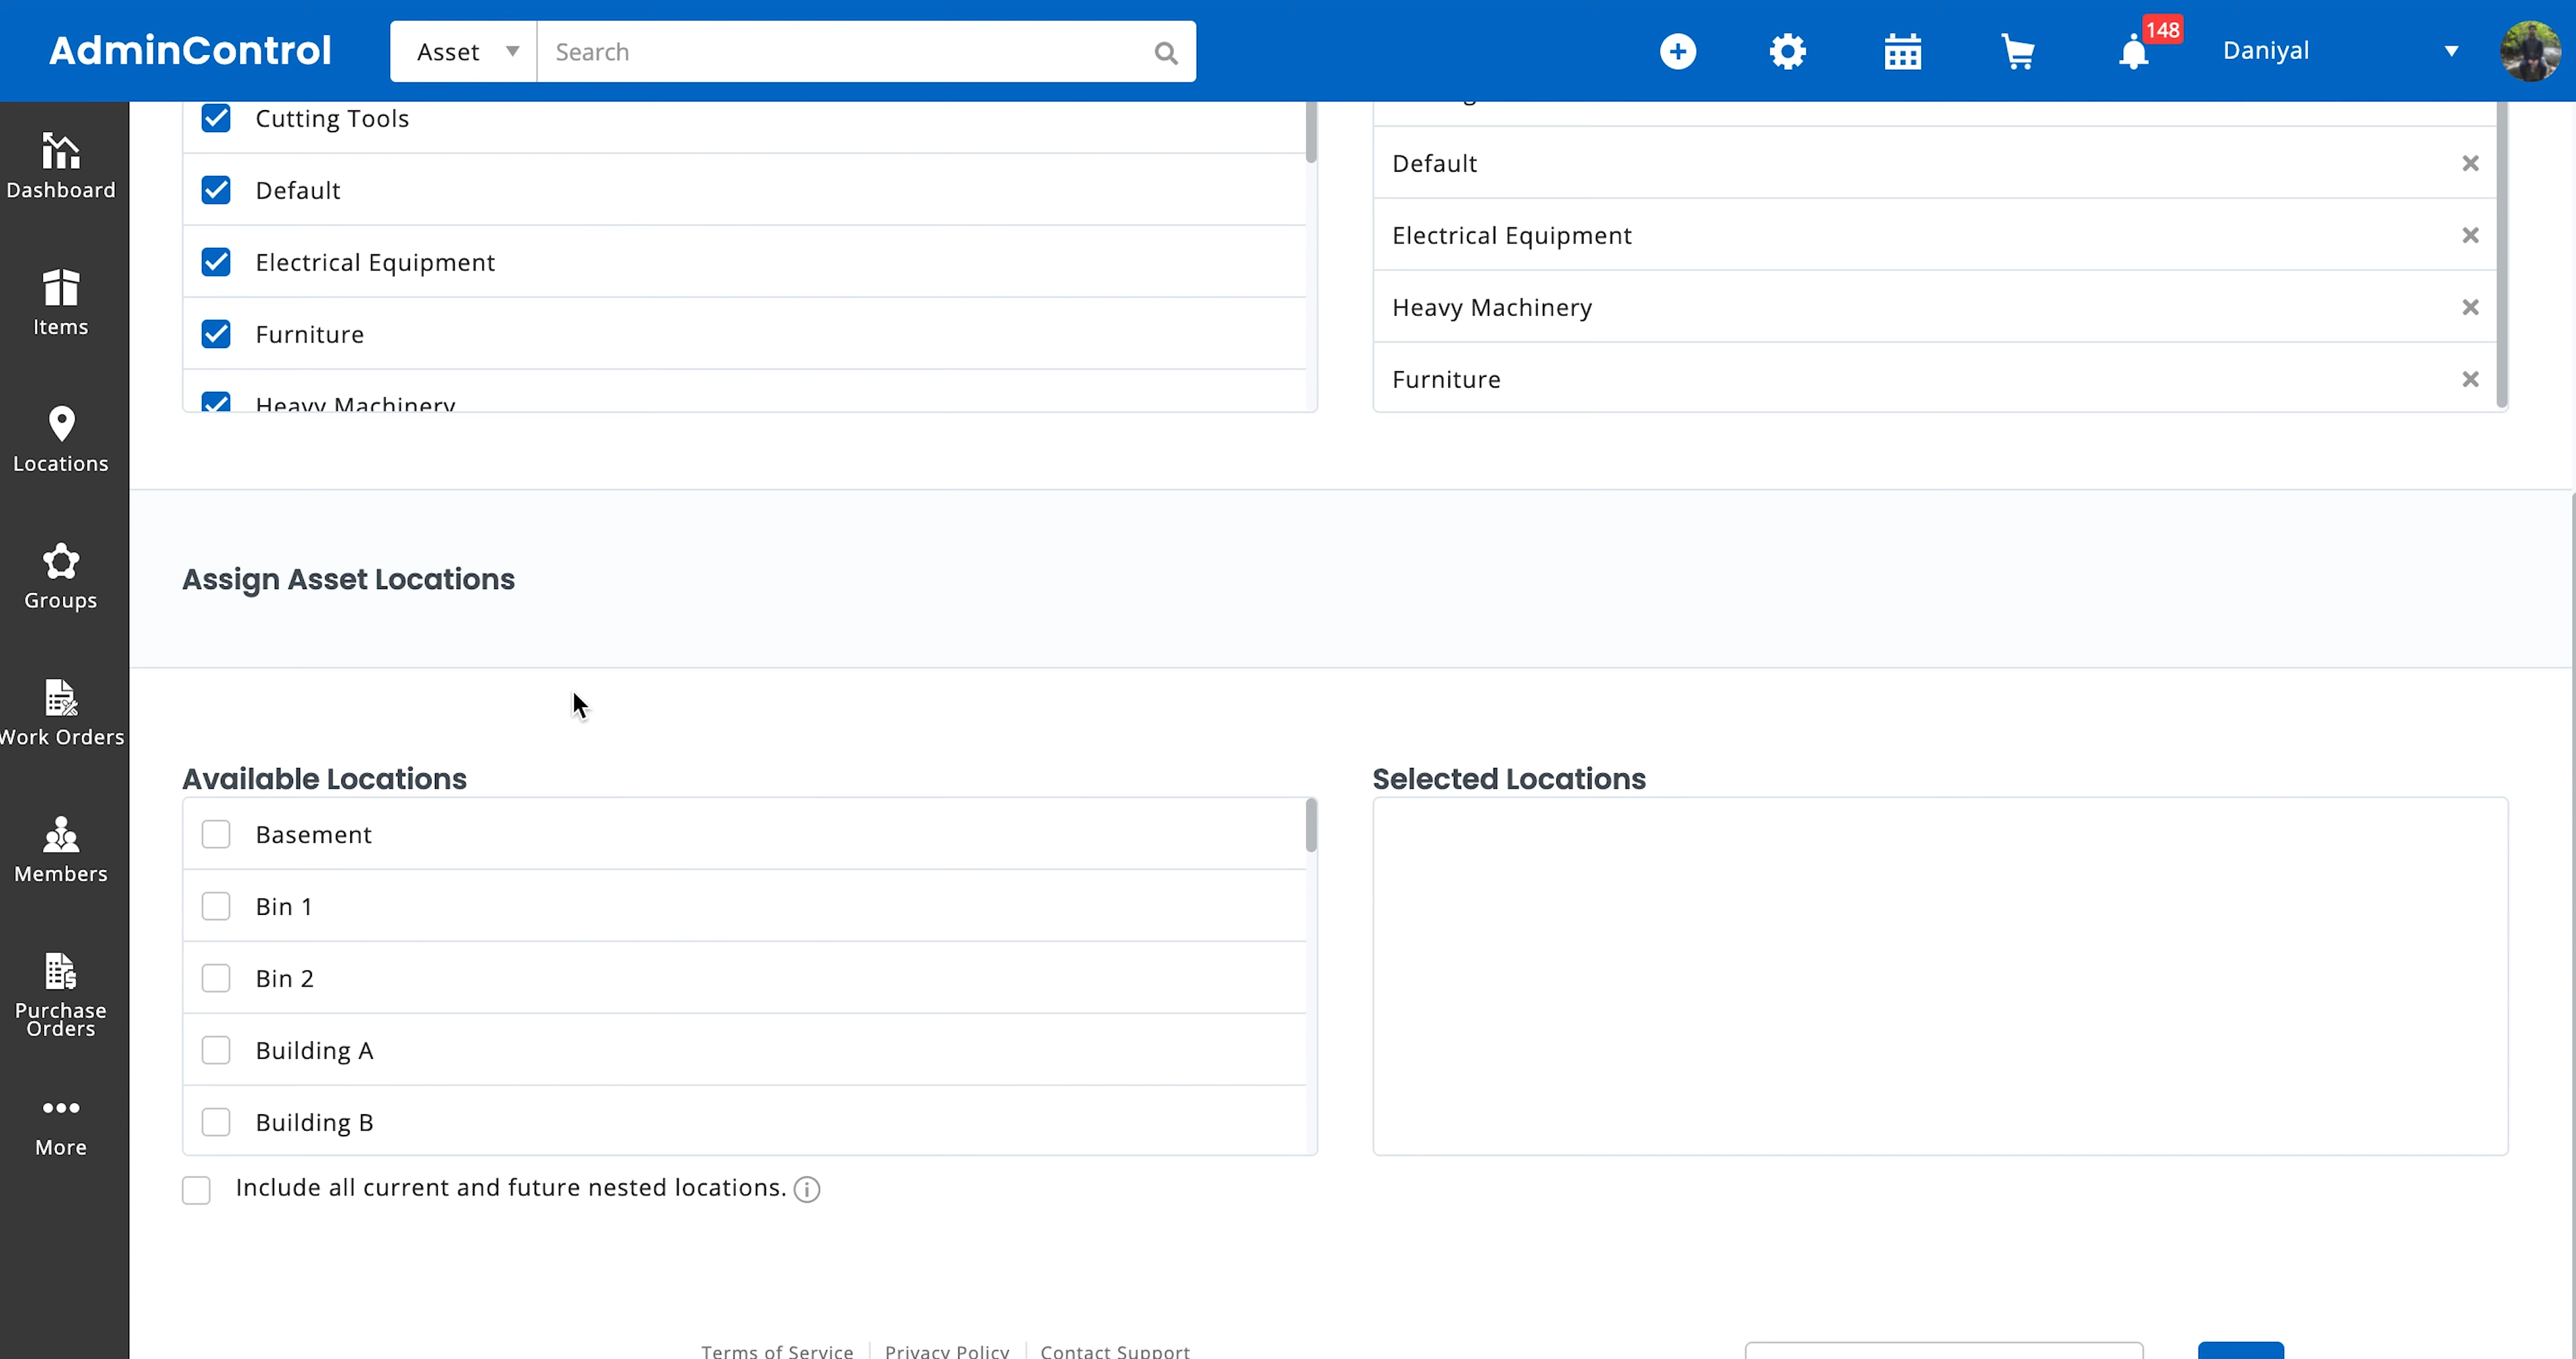 AdminControl
Asset
Search
148
Daniyal
Dashboard
Items
Locations
Groups
Work Orders
Members
Purchase
Orders
More
Cutting Tools
Default
Electrical Equipment
Furniture
Heavy Machinery
Default
Electrical Equipment
Heavy Machinery
Furniture
Assign Asset Locations
Available Locations
Basement
Bin 1
Bin 2
Building A
Building B
Include all current and future nested locations.
Selected Locations
Terms of Service
Privacy Policy
Contact Support